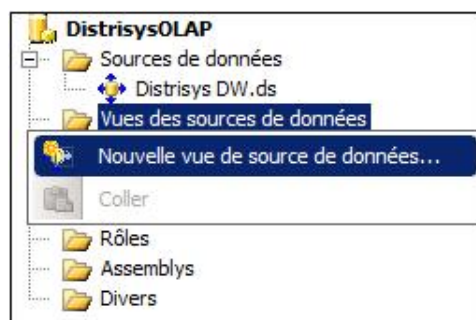 DistrisysOLAP
Sources de données
Distrisys DW.ds
Vues des sources de données
Nouvelle vue de source de données...
Coller
Rôles
Assemblys
Divers